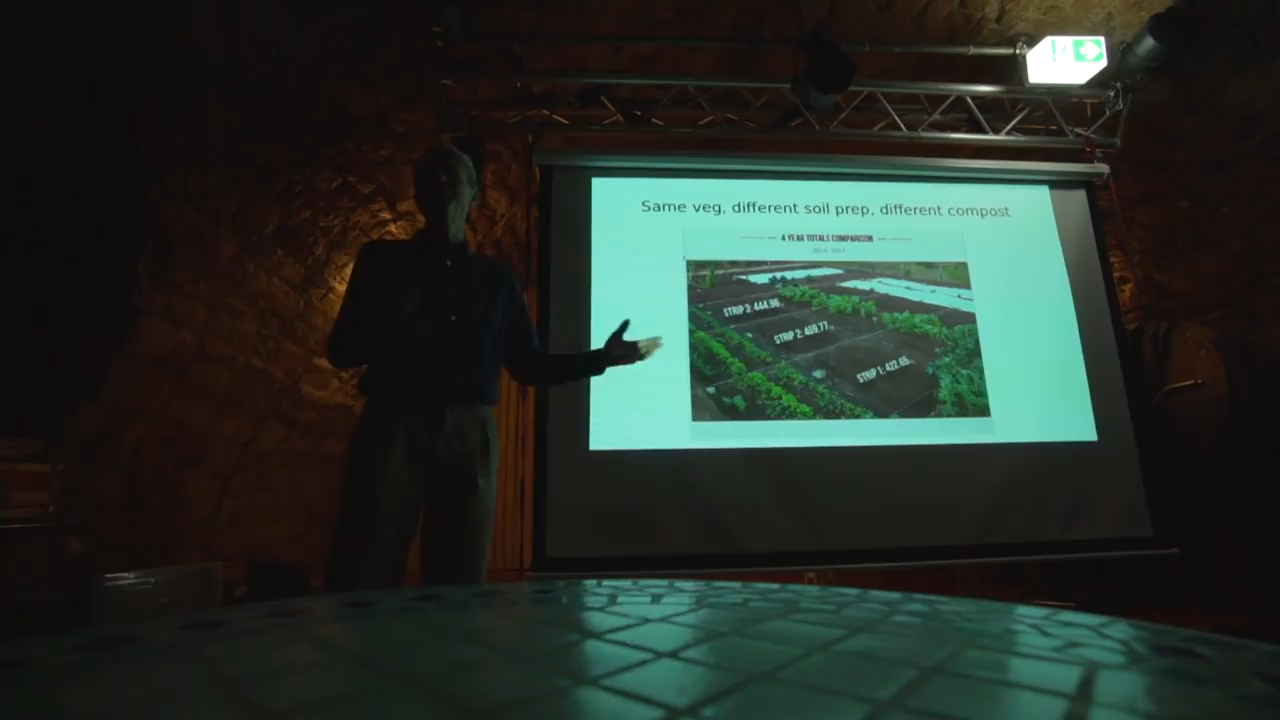 Same veg, different soil prep, different compost
4 YEAR TOTALS COMPARISON
STRIP 3: 444.96
STRIP 2: 469.77
STRIP 1: 422.65